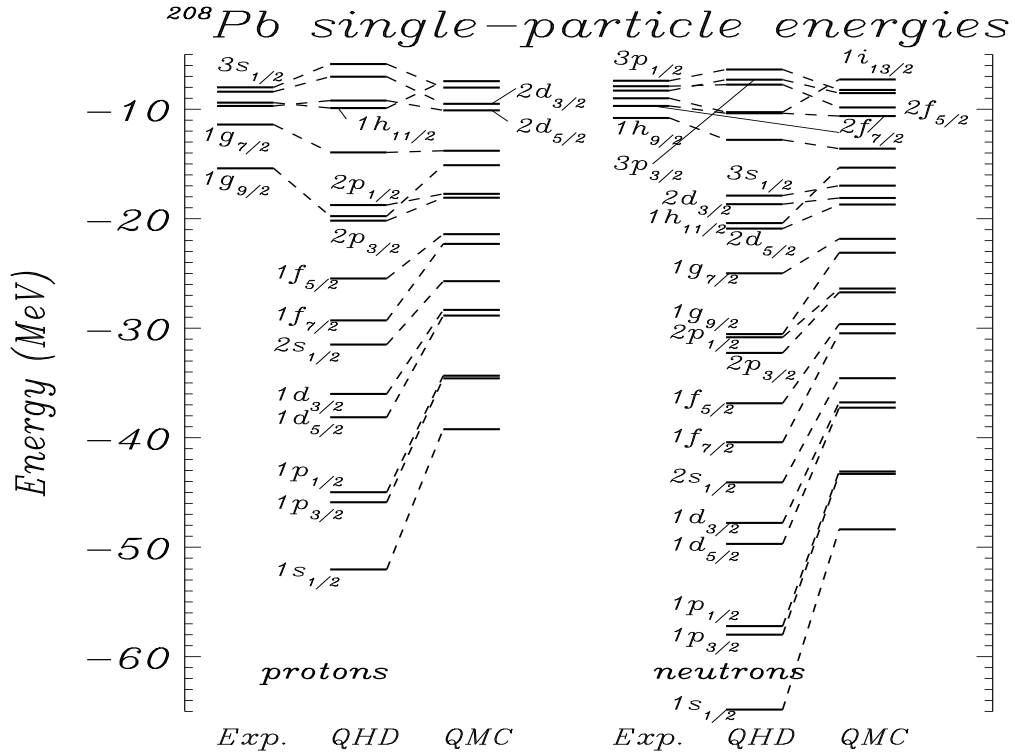 ²⁰⁸Pb single−particle energies
Energy (MeV)
−10
−20
−30
−40
−50
−60
3s₁/₂
1g₇/₂
1g₉/₂
1h₁₁/₂
2d₃/₂
2d₅/₂
2p₁/₂
2p₃/₂
1f₅/₂
1f₇/₂
2s₁/₂
1d₃/₂
1d₅/₂
1p₁/₂
1p₃/₂
1s₁/₂
protons
3p₁/₂
1i₁₃/₂
2f₅/₂
2f₇/₂
1h₉/₂
3p₃/₂
3s₁/₂
2d₃/₂
1h₁₁/₂
2d₅/₂
1g₇/₂
1g₉/₂
2p₁/₂
2p₃/₂
1f₅/₂
1f₇/₂
2s₁/₂
1d₃/₂
1d₅/₂
1p₁/₂
1p₃/₂
neutrons
1s₁/₂
Exp. QHD QMC Exp. QHD QMC